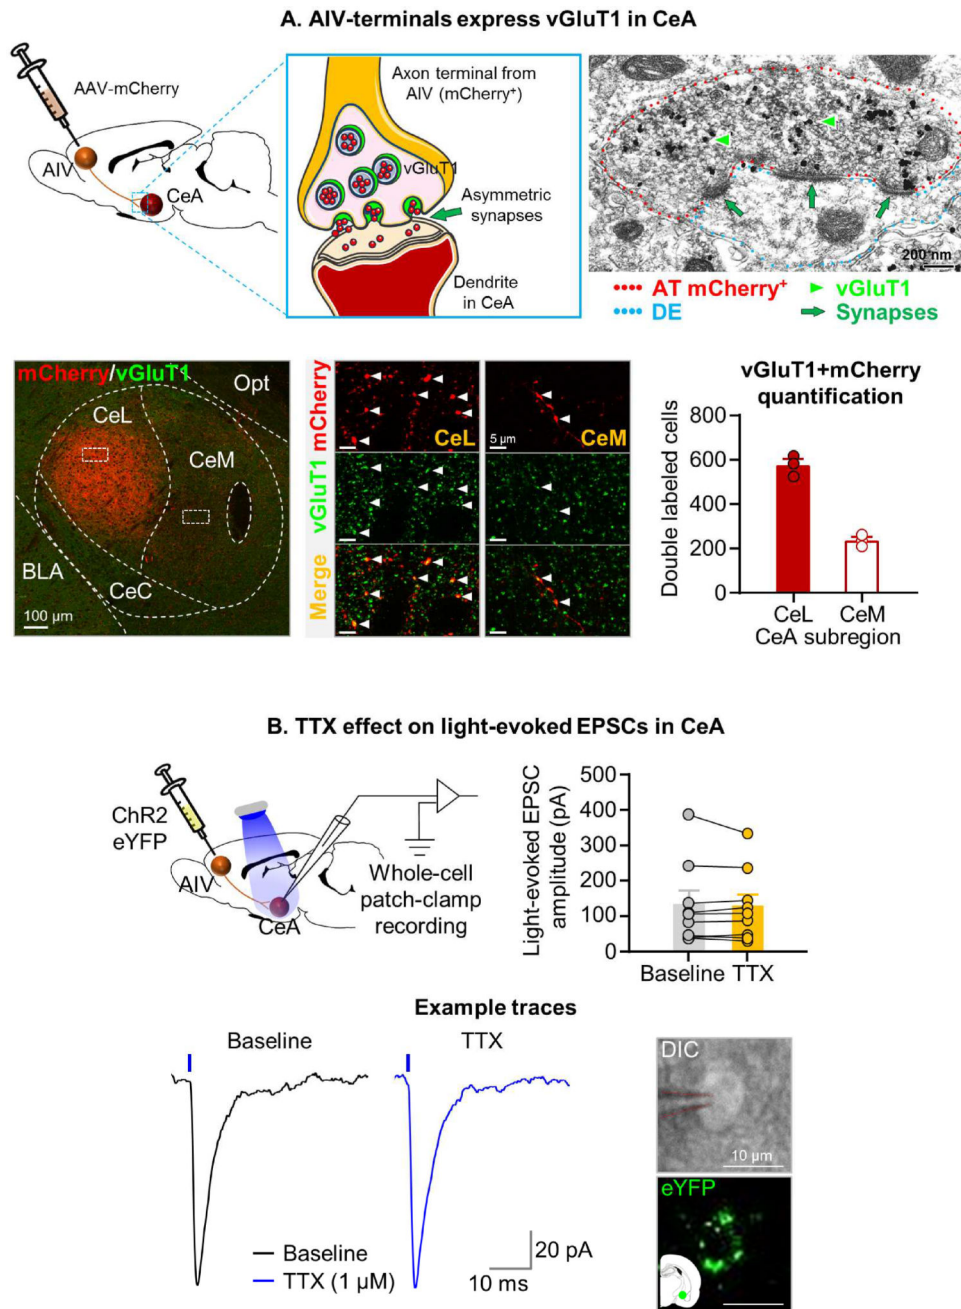 A. AIV-terminals express vGluT1 in CeA
AAV-mCherry
AIV
CeA
Axon terminal from
AIV (mCherry+)
vGluT1
Asymmetric
synapses
Dendrite
in CeA
200 nm
AT mCherry+
vGluT1
DE
Synapses
mCherry/vGluT1
Opt
CeL
CeM
BLA
CeC
100 µm
mCherry
vGluT1
Merge
CeL
5 µm
CeM
vGluT1+mCherry
quantification
Double labeled cells
800
600
400
200
0
CeL CeM
CeA subregion
B. TTX effect on light-evoked EPSCs in CeA
ChR2
eYFP
AIV
CeA
Whole-cell
patch-clamp
recording
Light-evoked EPSC
amplitude (pA)
500
400
300
200
100
0
Baseline TTX
Example traces
Baseline
TTX
Baseline
TTX (1 µM)
20 pA
10 ms
DIC
10 µm
eYFP